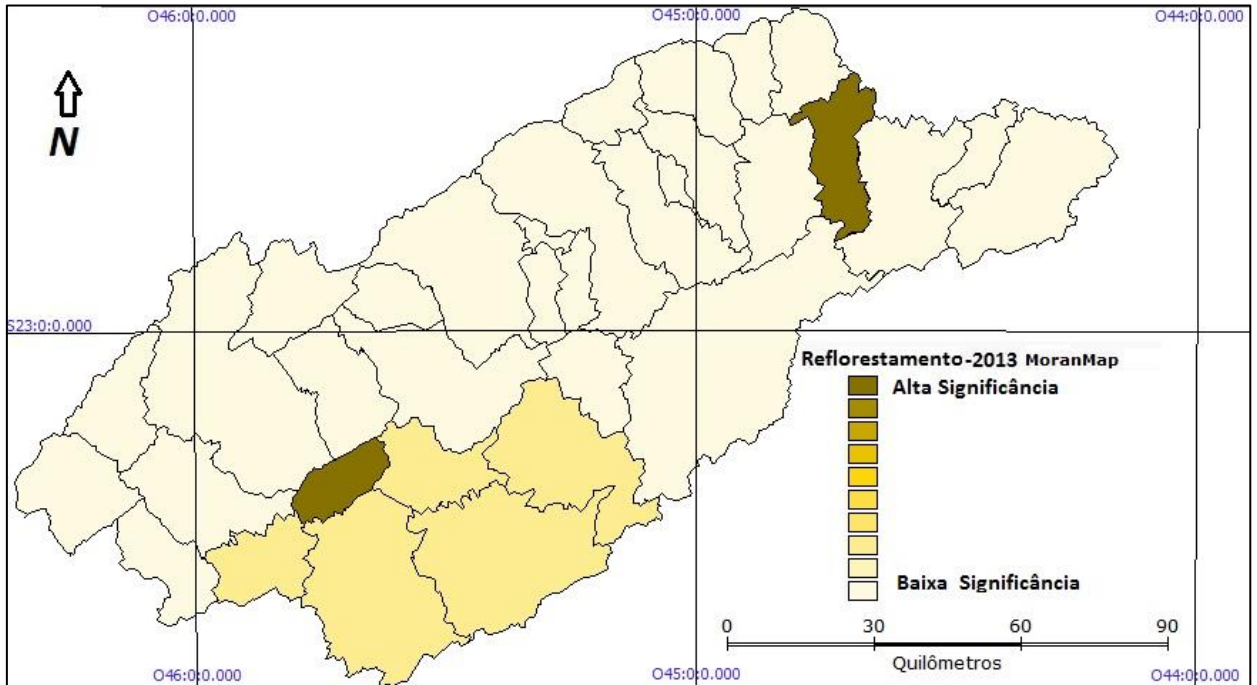 O46:0:0.000
O45:0:0.000
O44:0:0.000
N
S23:0:0.000
Reflorestamento-2013 MoranMap
Alta Significância
Baixa Significância
0 30 60 90
Quilômetros
O46:0:0.000
O45:0:0.000
O44:0:0.000